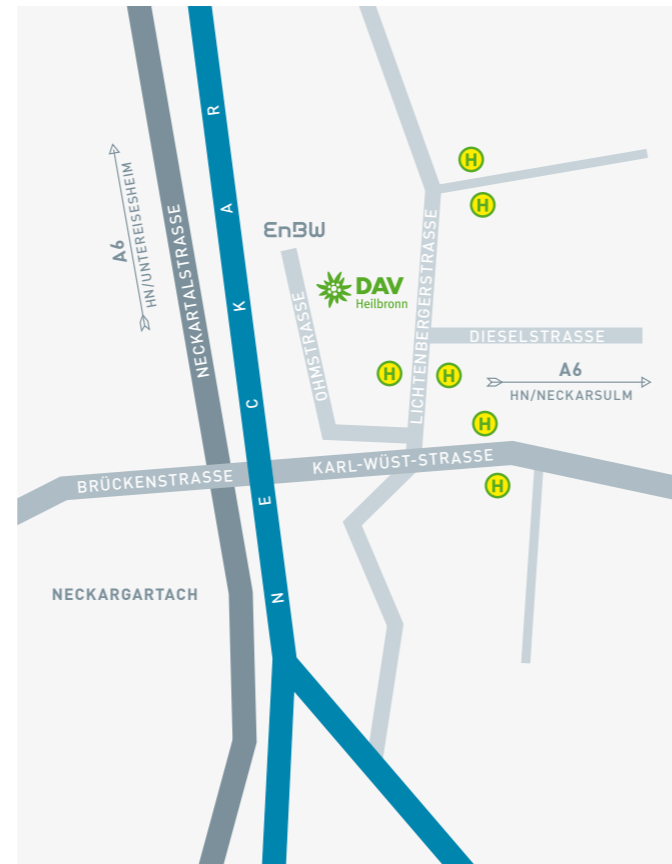 H
H
NECKAR
A6
HN/UNTEREISESHEIM
NECKARTALSTRASSE
EnBW
DAV
Heilbronn
OHMSTRASSE
LICHTENBERGERSTRASSE
DIESELSTRASSE
H
H
A6
HN/NECKARSULM
H
KARL-WÜST-STRASSE
BRÜCKENSTRASSE
H
NECKARGARTACH